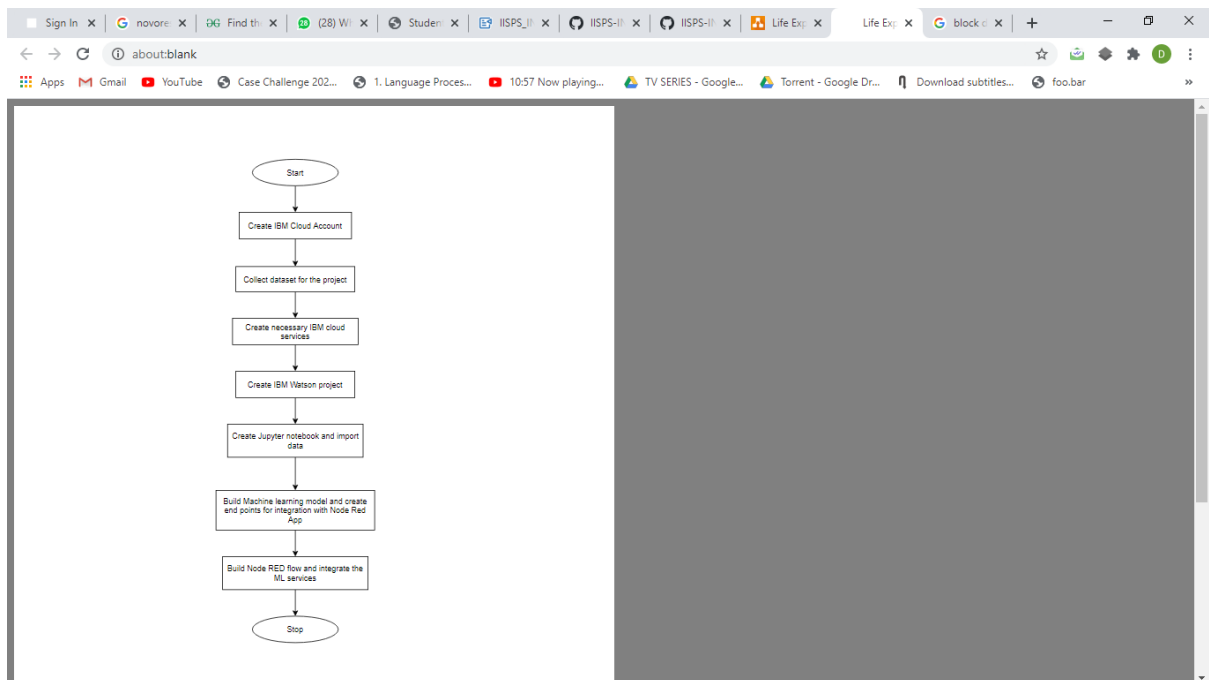 Sign In
novore
Find th
(28) W
Studen
IISPS_I
IISPS-I
IISPS-I
Life Exp
Life Exp
block d
about:blank
Apps
Gmail
YouTube
Case Challenge 202...
1. Language Proces...
10:57 Now playing...
TV SERIES - Google...
Torrent - Google Dr...
Download subtitles...
foo.bar
»
D
Start
Create IBM Cloud Account
Collect dataset for the project
Create necessary IBM cloud
services
Create IBM Watson project
Create Jupyter notebook and import
data
Build Machine learning model and create
end points for integration with Node Red
App
Build Node RED flow and integrate the
ML services
Stop